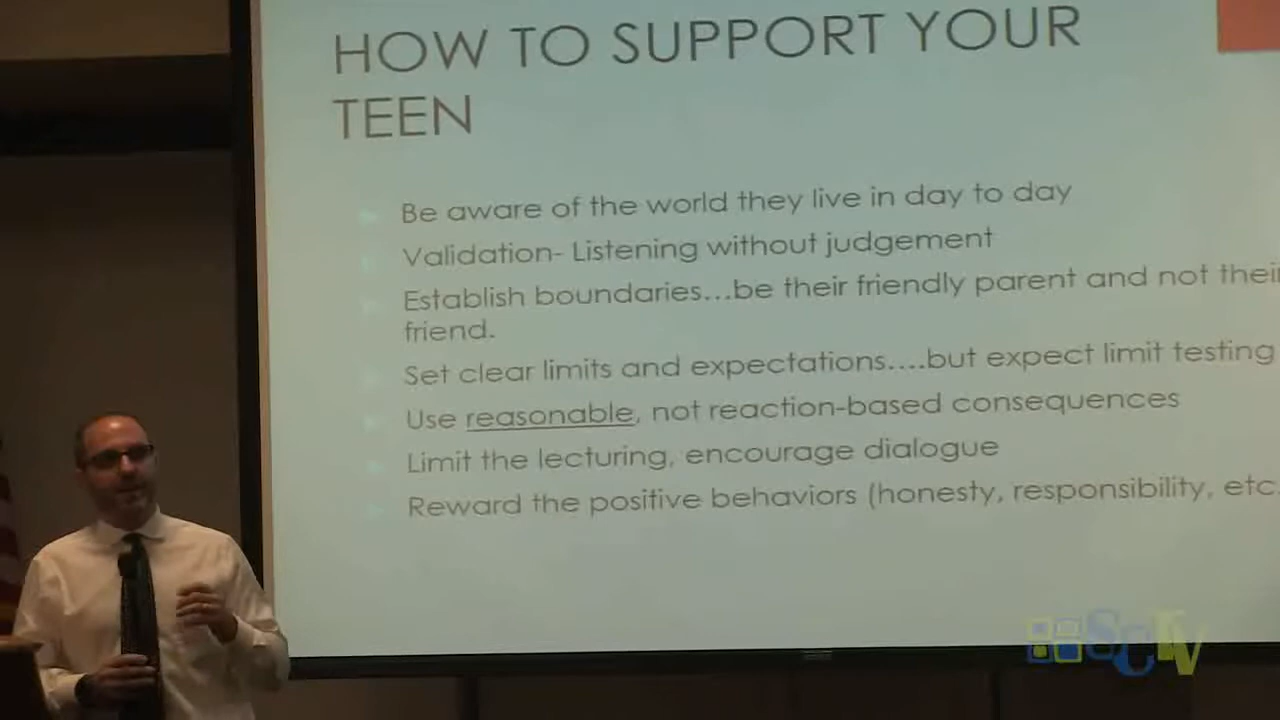 HOW TO SUPPORT YOUR
TEEN
Be aware of the world they live in day to day
Validation- Listening without judgement
Establish boundaries...be their friendly parent and not their
friend.
Set clear limits and expectations....but expect limit testing
Use reasonable, not reaction-based consequences
Limit the lecturing, encourage dialogue
Reward the positive behaviors (honesty, responsibility, etc
SCTV